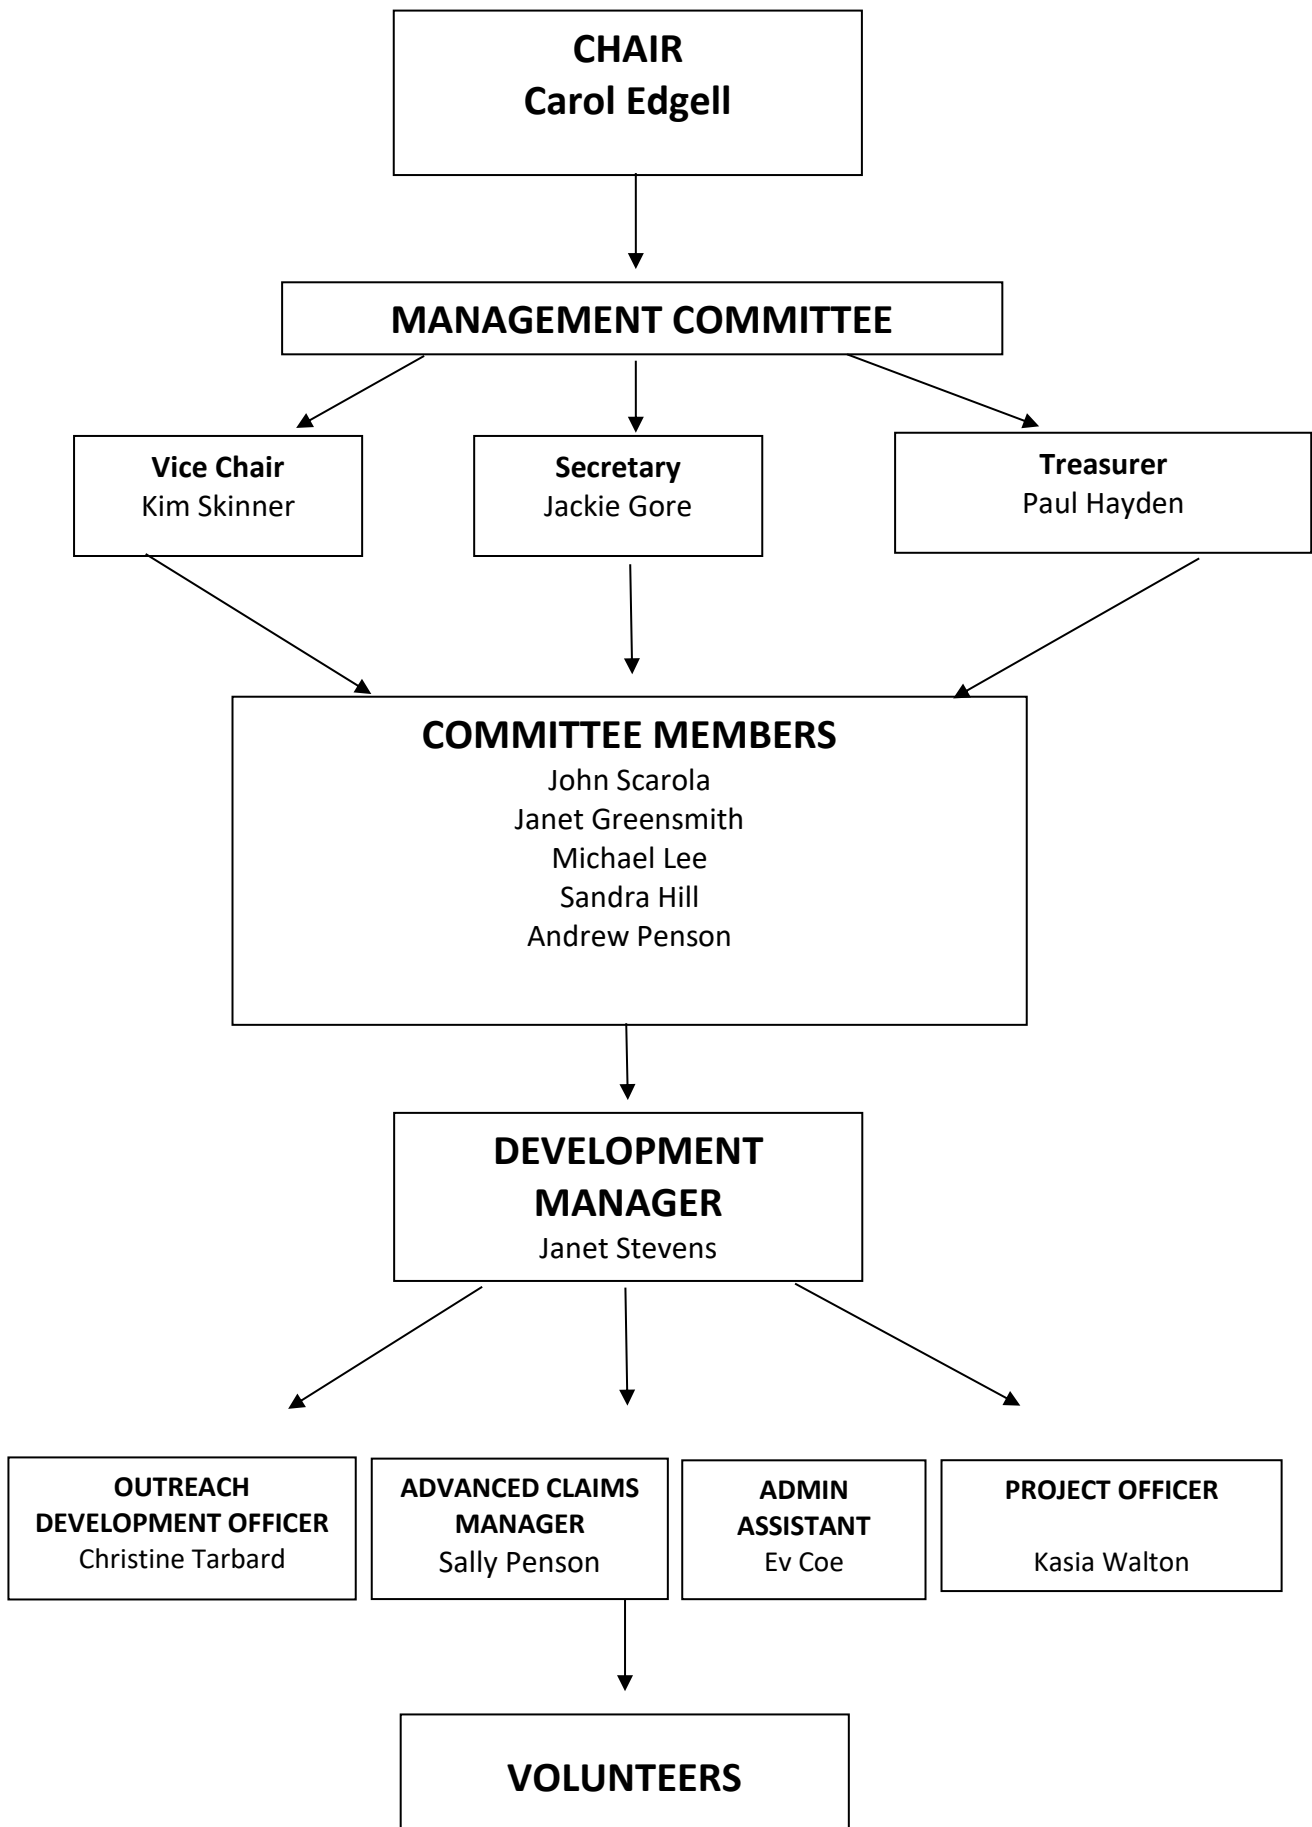 CHAIR
Carol Edgell
MANAGEMENT COMMITTEE
Vice Chair
Kim Skinner
Secretary
Jackie Gore
Treasurer
Paul Hayden
COMMITTEE MEMBERS
John Scarola
Janet Greensmith
Michael Lee
Sandra Hill
Andrew Penson
DEVELOPMENT
MANAGER
Janet Stevens
OUTREACH
DEVELOPMENT OFFICER
Christine Tarbard
ADVANCED CLAIMS
MANAGER
Sally Penson
ADMIN
ASSISTANT
Ev Coe
PROJECT OFFICER
Kasia Walton
VOLUNTEERS